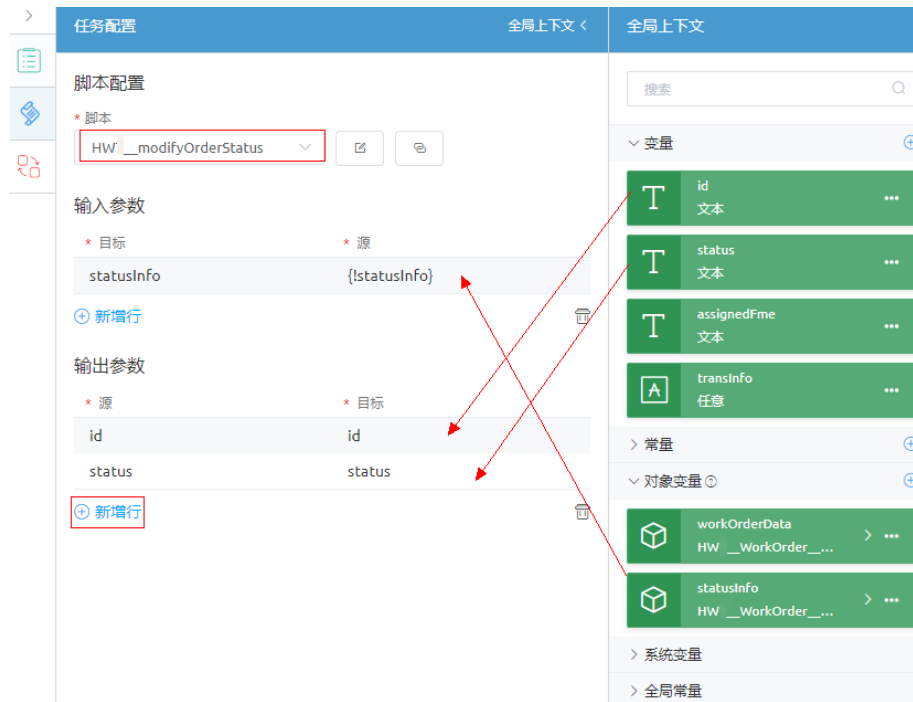 任务配置
全局上下文
脚本配置
* 脚本
HW __modifyOrderStatus
输入参数
* 目标 * 源
statusInfo {!statusInfo}
新增行
输出参数
* 源 * 目标
id id
status status
新增行
全局上下文
搜索
变量
id
文本
status
文本
assignedFme
文本
transInfo
任意
常量
对象变量
workOrderData
HW __WorkOrder__...
statusInfo
HW __WorkOrder__...
系统变量
全局常量